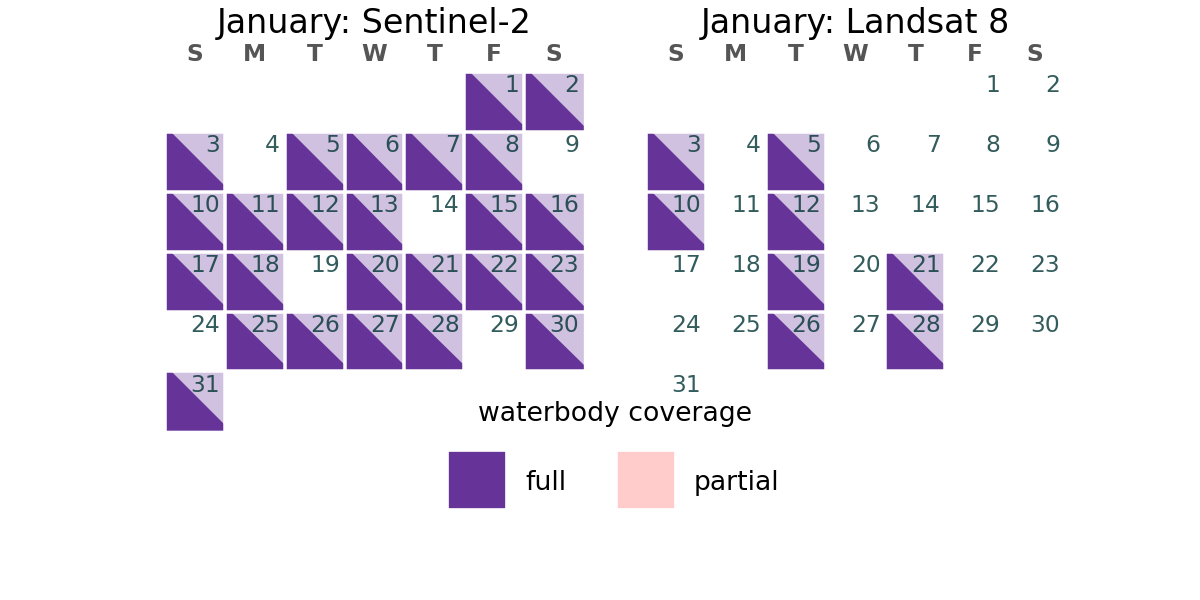 January: Sentinel-2
S M T W T F S
1 2
3 4 5 6 7 8 9
10 11 12 13 14 15 16
17 18 19 20 21 22 23
24 25 26 27 28 29 30
31
January: Landsat 8
S M T W T F S
1 2
3 4 5 6 7 8 9
10 11 12 13 14 15 16
17 18 19 20 21 22 23
24 25 26 27 28 29 30
31
waterbody coverage
full partial